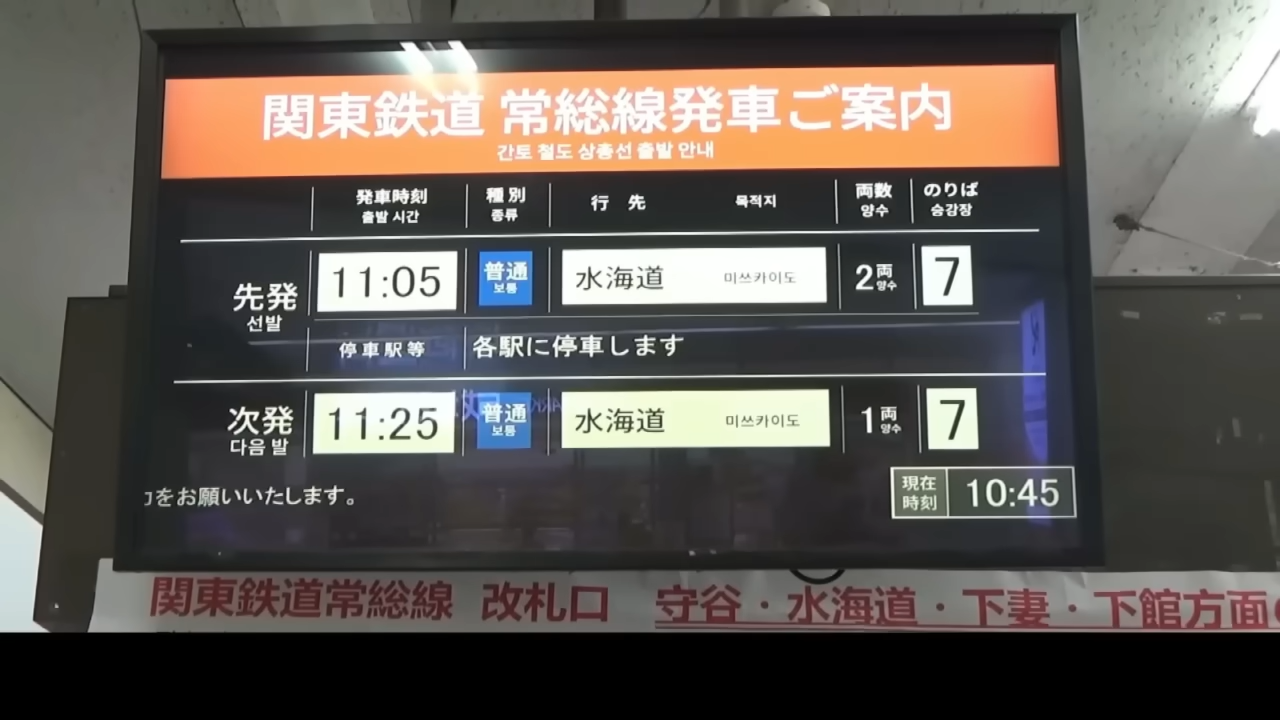 関東鉄道 常総線発車ご案内
간토 철도 상총선 출발 안내
発車時刻 種別 行先 목적지 両数 のりば
출발 시간 종류 양수 승강장
先発 11:05 普通 水海道 미쓰카이도 2両 7
선발 보통 양수
停車駅等 各駅に停車します
次発 11:25 普通 水海道 미쓰카이도 1両 7
다음 발 보통 양수
をお願いいたします。
現在時刻 10:45
関東鉄道常総線 改札口 守谷・水海道・下妻・下館方面